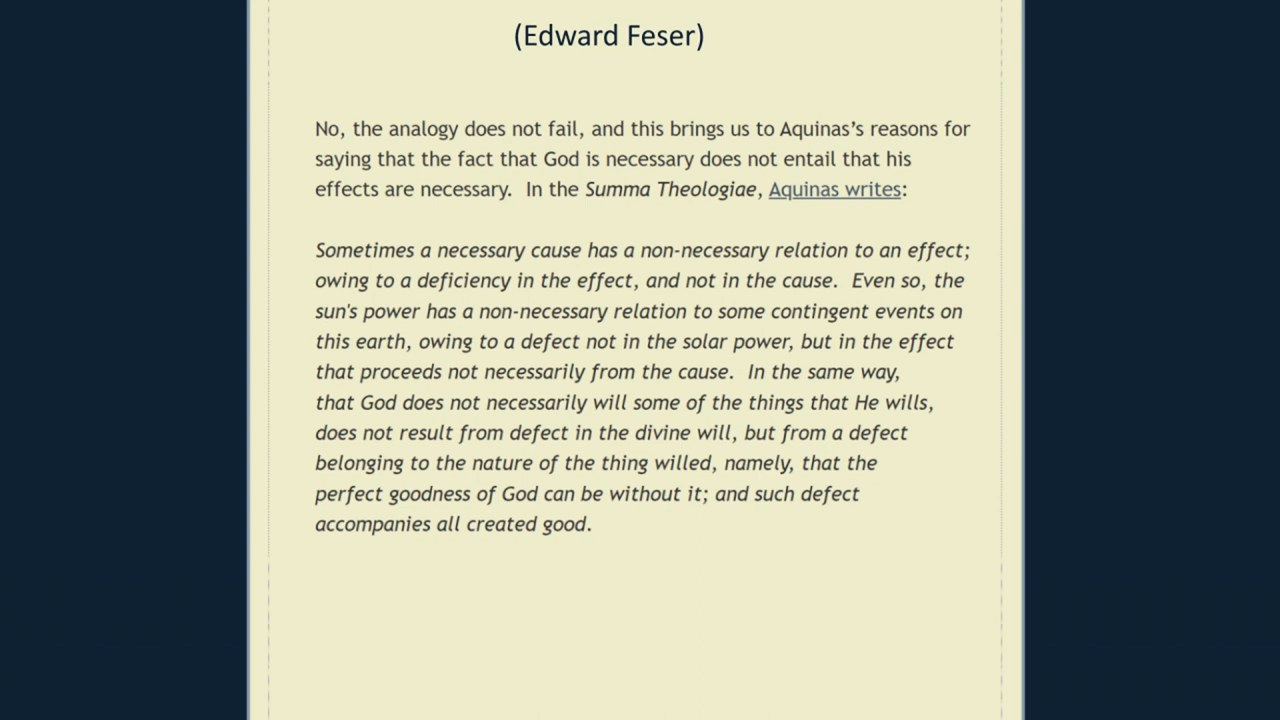 (Edward Feser)
No, the analogy does not fail, and this brings us to Aquinas’s reasons for
saying that the fact that God is necessary does not entail that his
effects are necessary.  In the Summa Theologiae, Aquinas writes:
Sometimes a necessary cause has a non-necessary relation to an effect;
owing to a deficiency in the effect, and not in the cause.  Even so, the
sun's power has a non-necessary relation to some contingent events on
this earth, owing to a defect not in the solar power, but in the effect
that proceeds not necessarily from the cause.  In the same way,
that God does not necessarily will some of the things that He wills,
does not result from defect in the divine will, but from a defect
belonging to the nature of the thing willed, namely, that the
perfect goodness of God can be without it; and such defect
accompanies all created good.